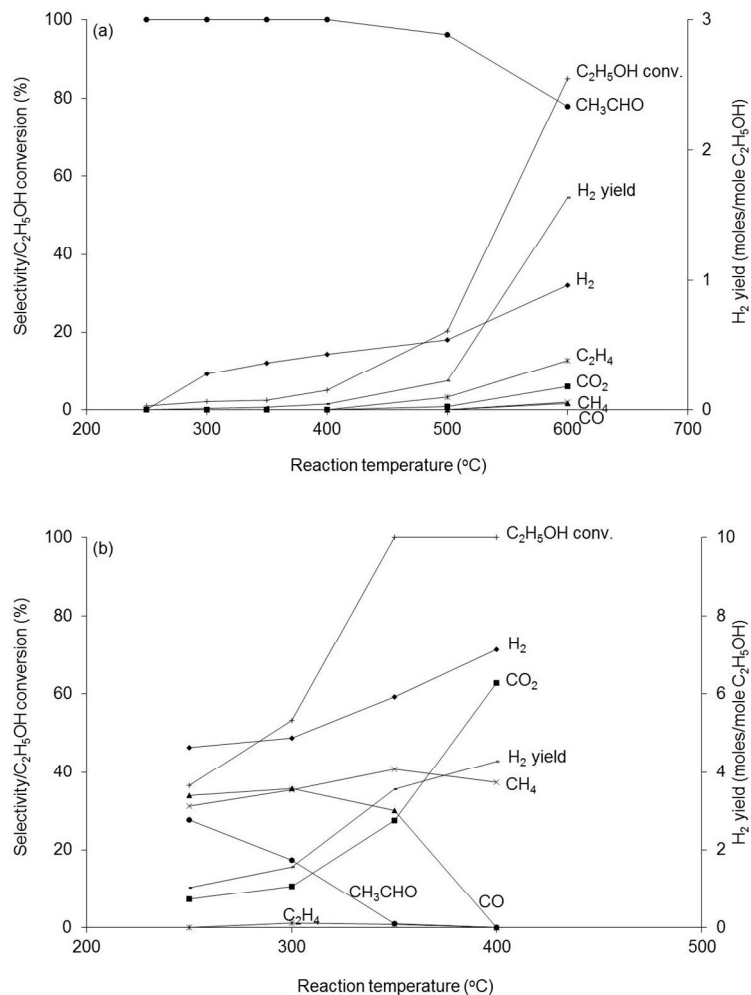 (a)
100
80
60
40
20
0
Selectivity/C₂H₅OH conversion (%)
3
2
1
0
H₂ yield (moles/mole C₂H₅OH)
C₂H₅OH conv.
CH₃CHO
H₂ yield
H₂
C₂H₄
CO₂
CH₄
CO
200 300 400 500 600 700
Reaction temperature (°C)
(b)
100
80
60
40
20
0
Selectivity/C₂H₅OH conversion (%)
10
8
6
4
2
0
H₂ yield (moles/mole C₂H₅OH)
C₂H₅OH conv.
H₂
CO₂
H₂ yield
CH₄
CH₃CHO
CO
C₂H₄
200 300 400 500
Reaction temperature (°C)